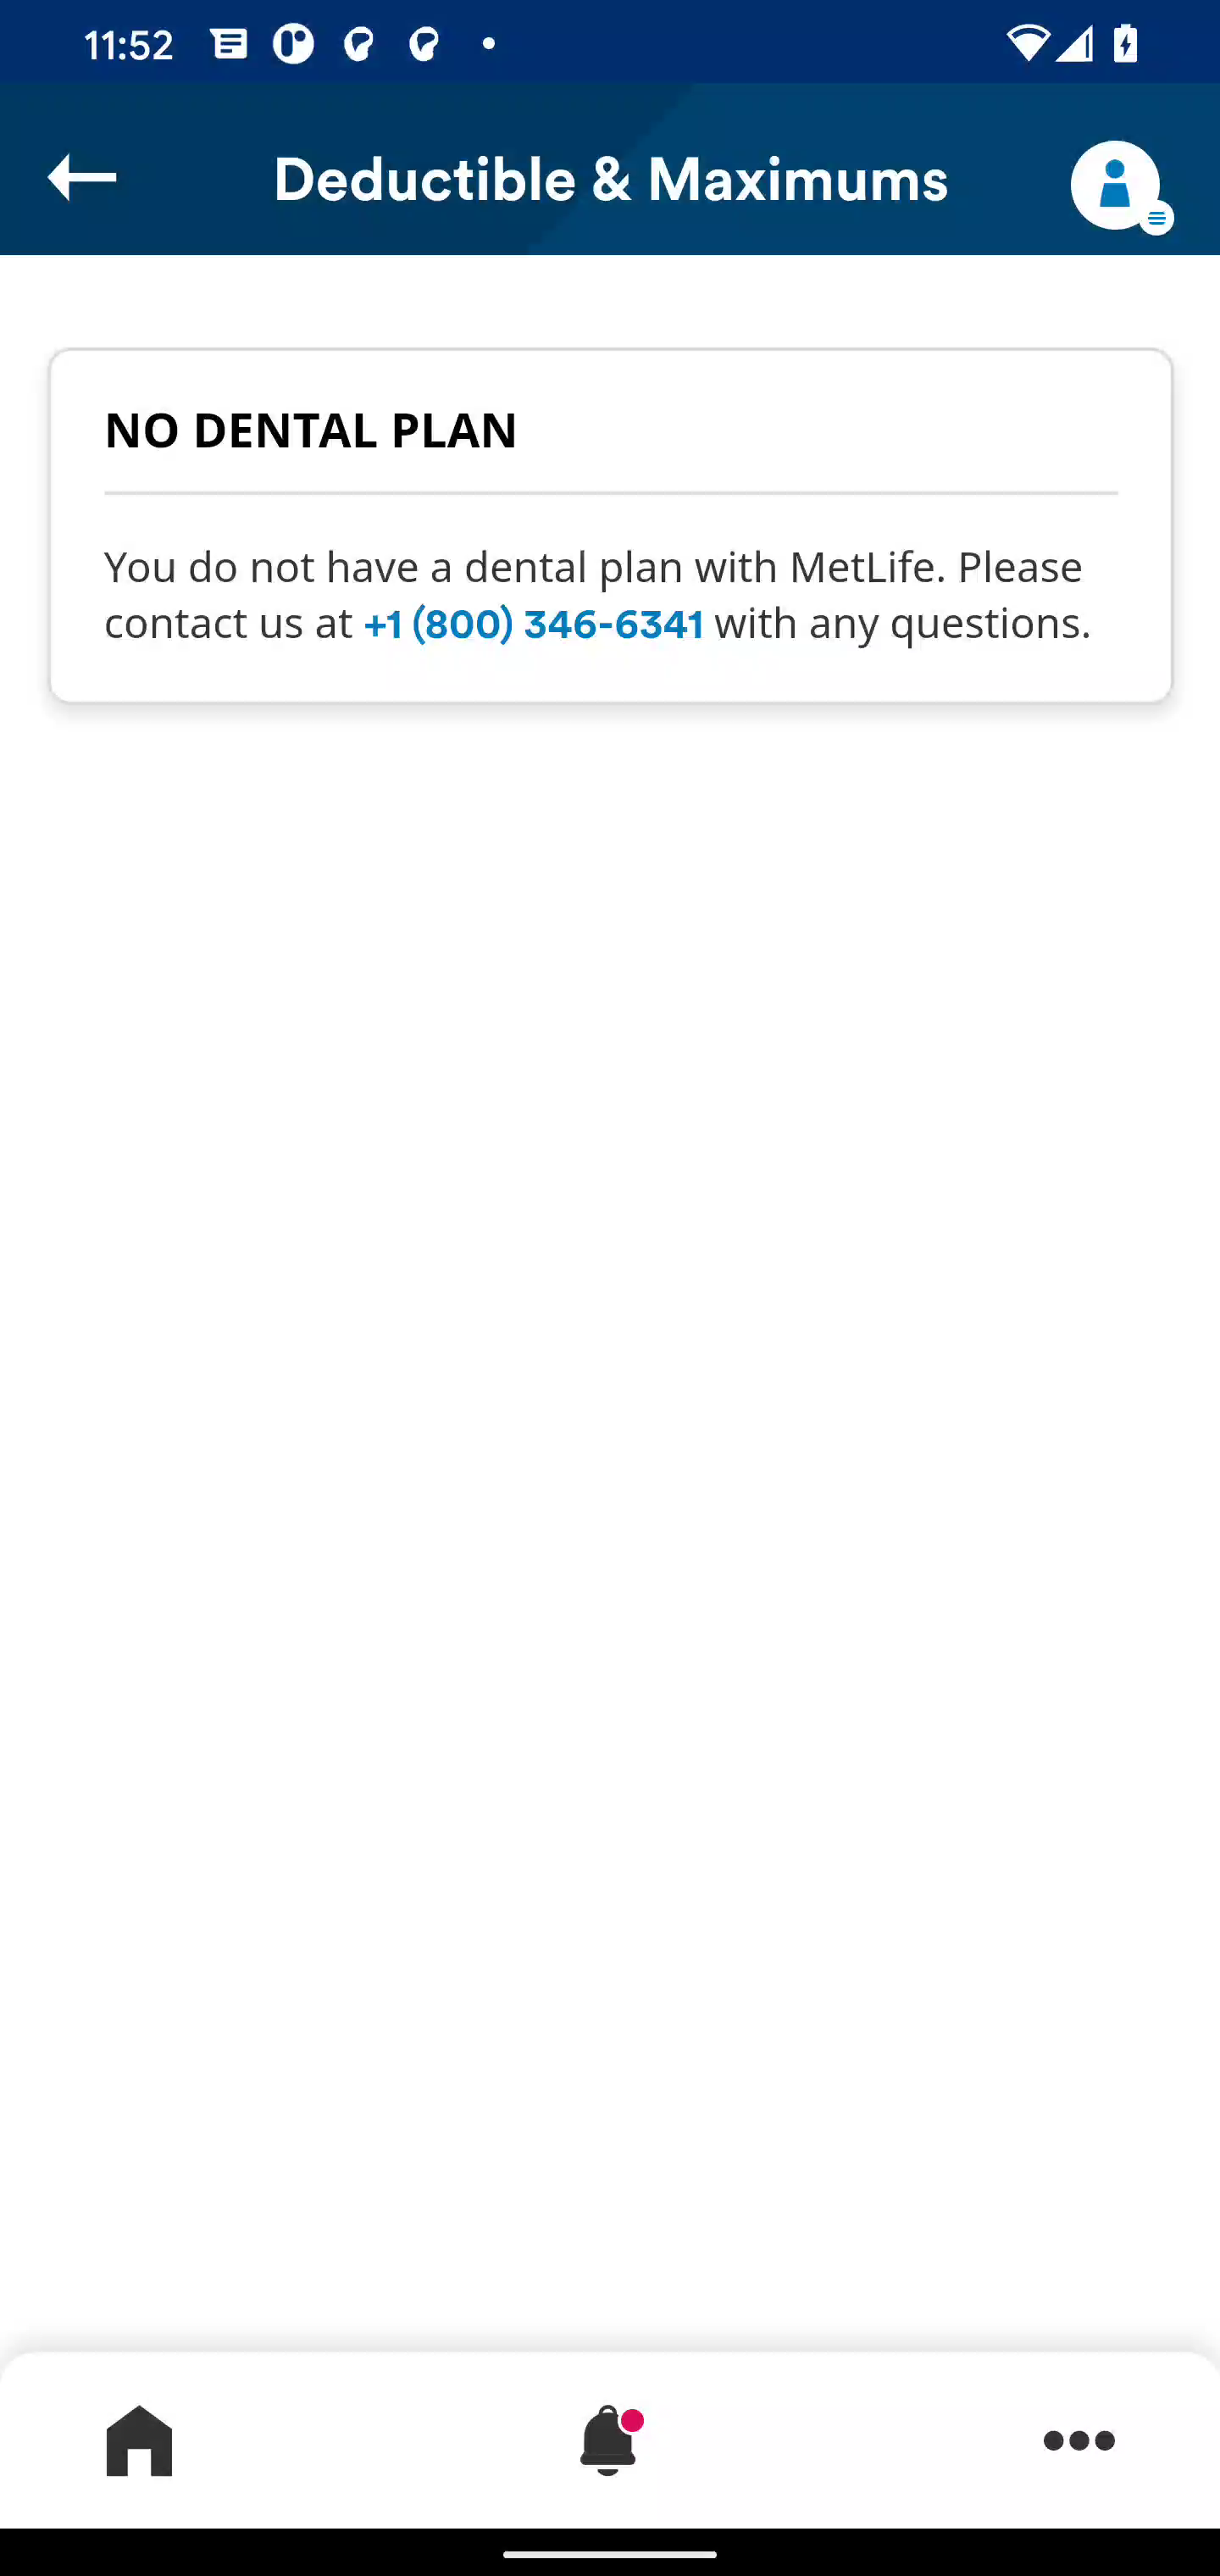 11:52
Deductible & Maximums
NO DENTAL PLAN
You do not have a dental plan with MetLife. Please
contact us at +1 (800) 346-6341 with any questions.